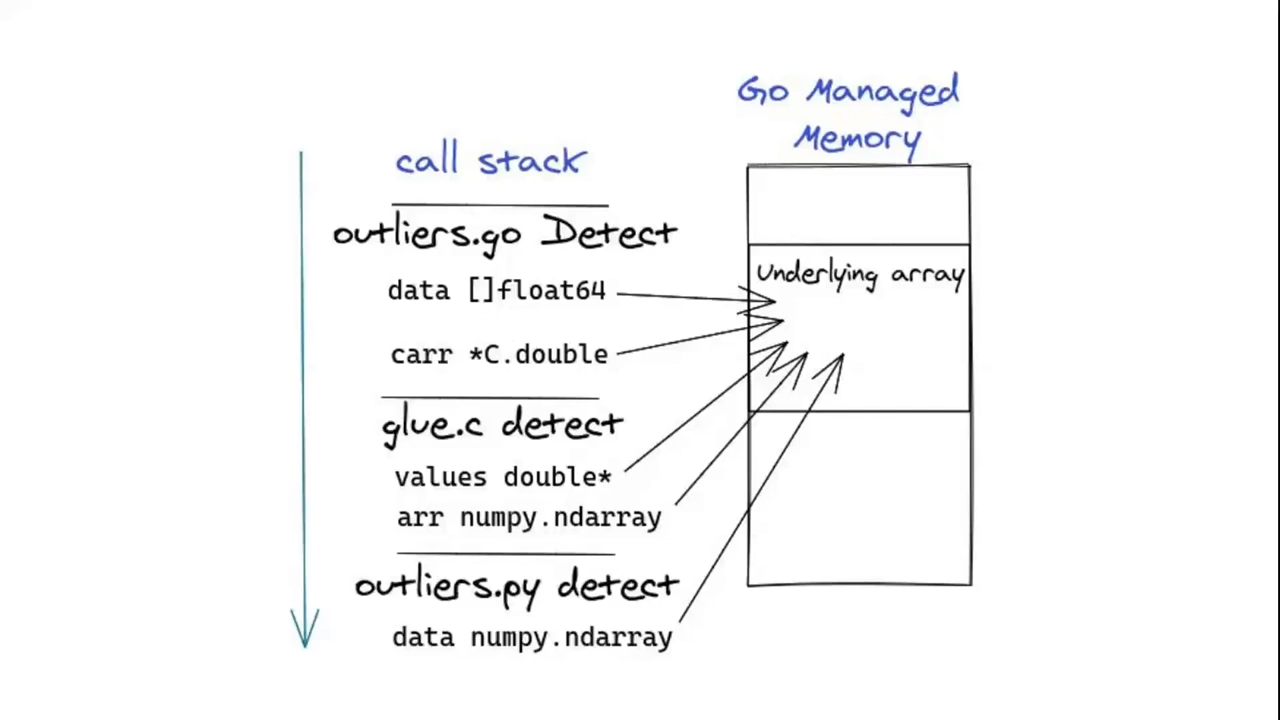 Go Managed
Memory
call stack
outliers.go Detect
data []float64
carr *C.double
glue.c detect
values double*
arr numpy.ndarray
outliers.py detect
data numpy.ndarray
Underlying array